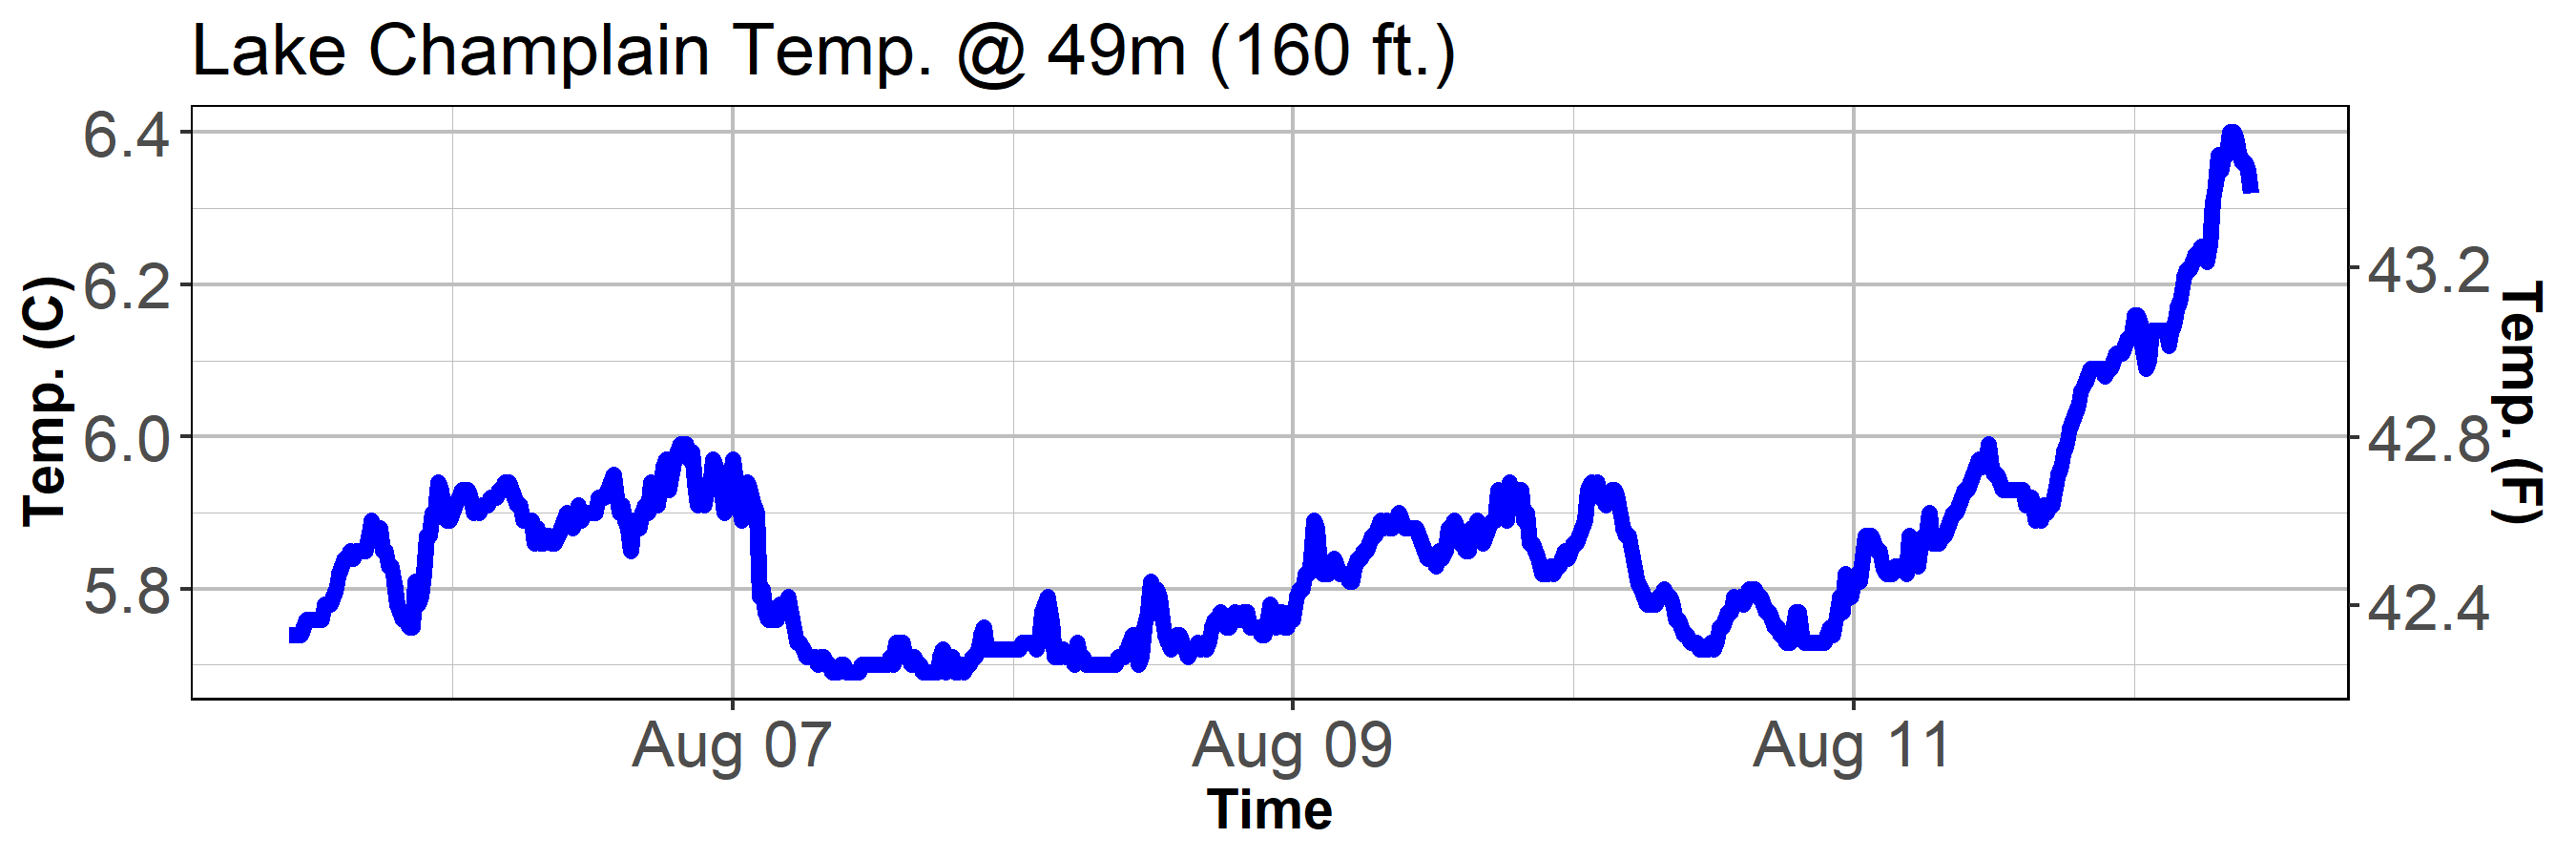 Lake Champlain Temp. @ 49m (160 ft.)
6.4
6.2
6.0
5.8
Temp. (C)
43.2
42.8
42.4
Temp. (F)
Aug 07 Aug 09 Aug 11
Time